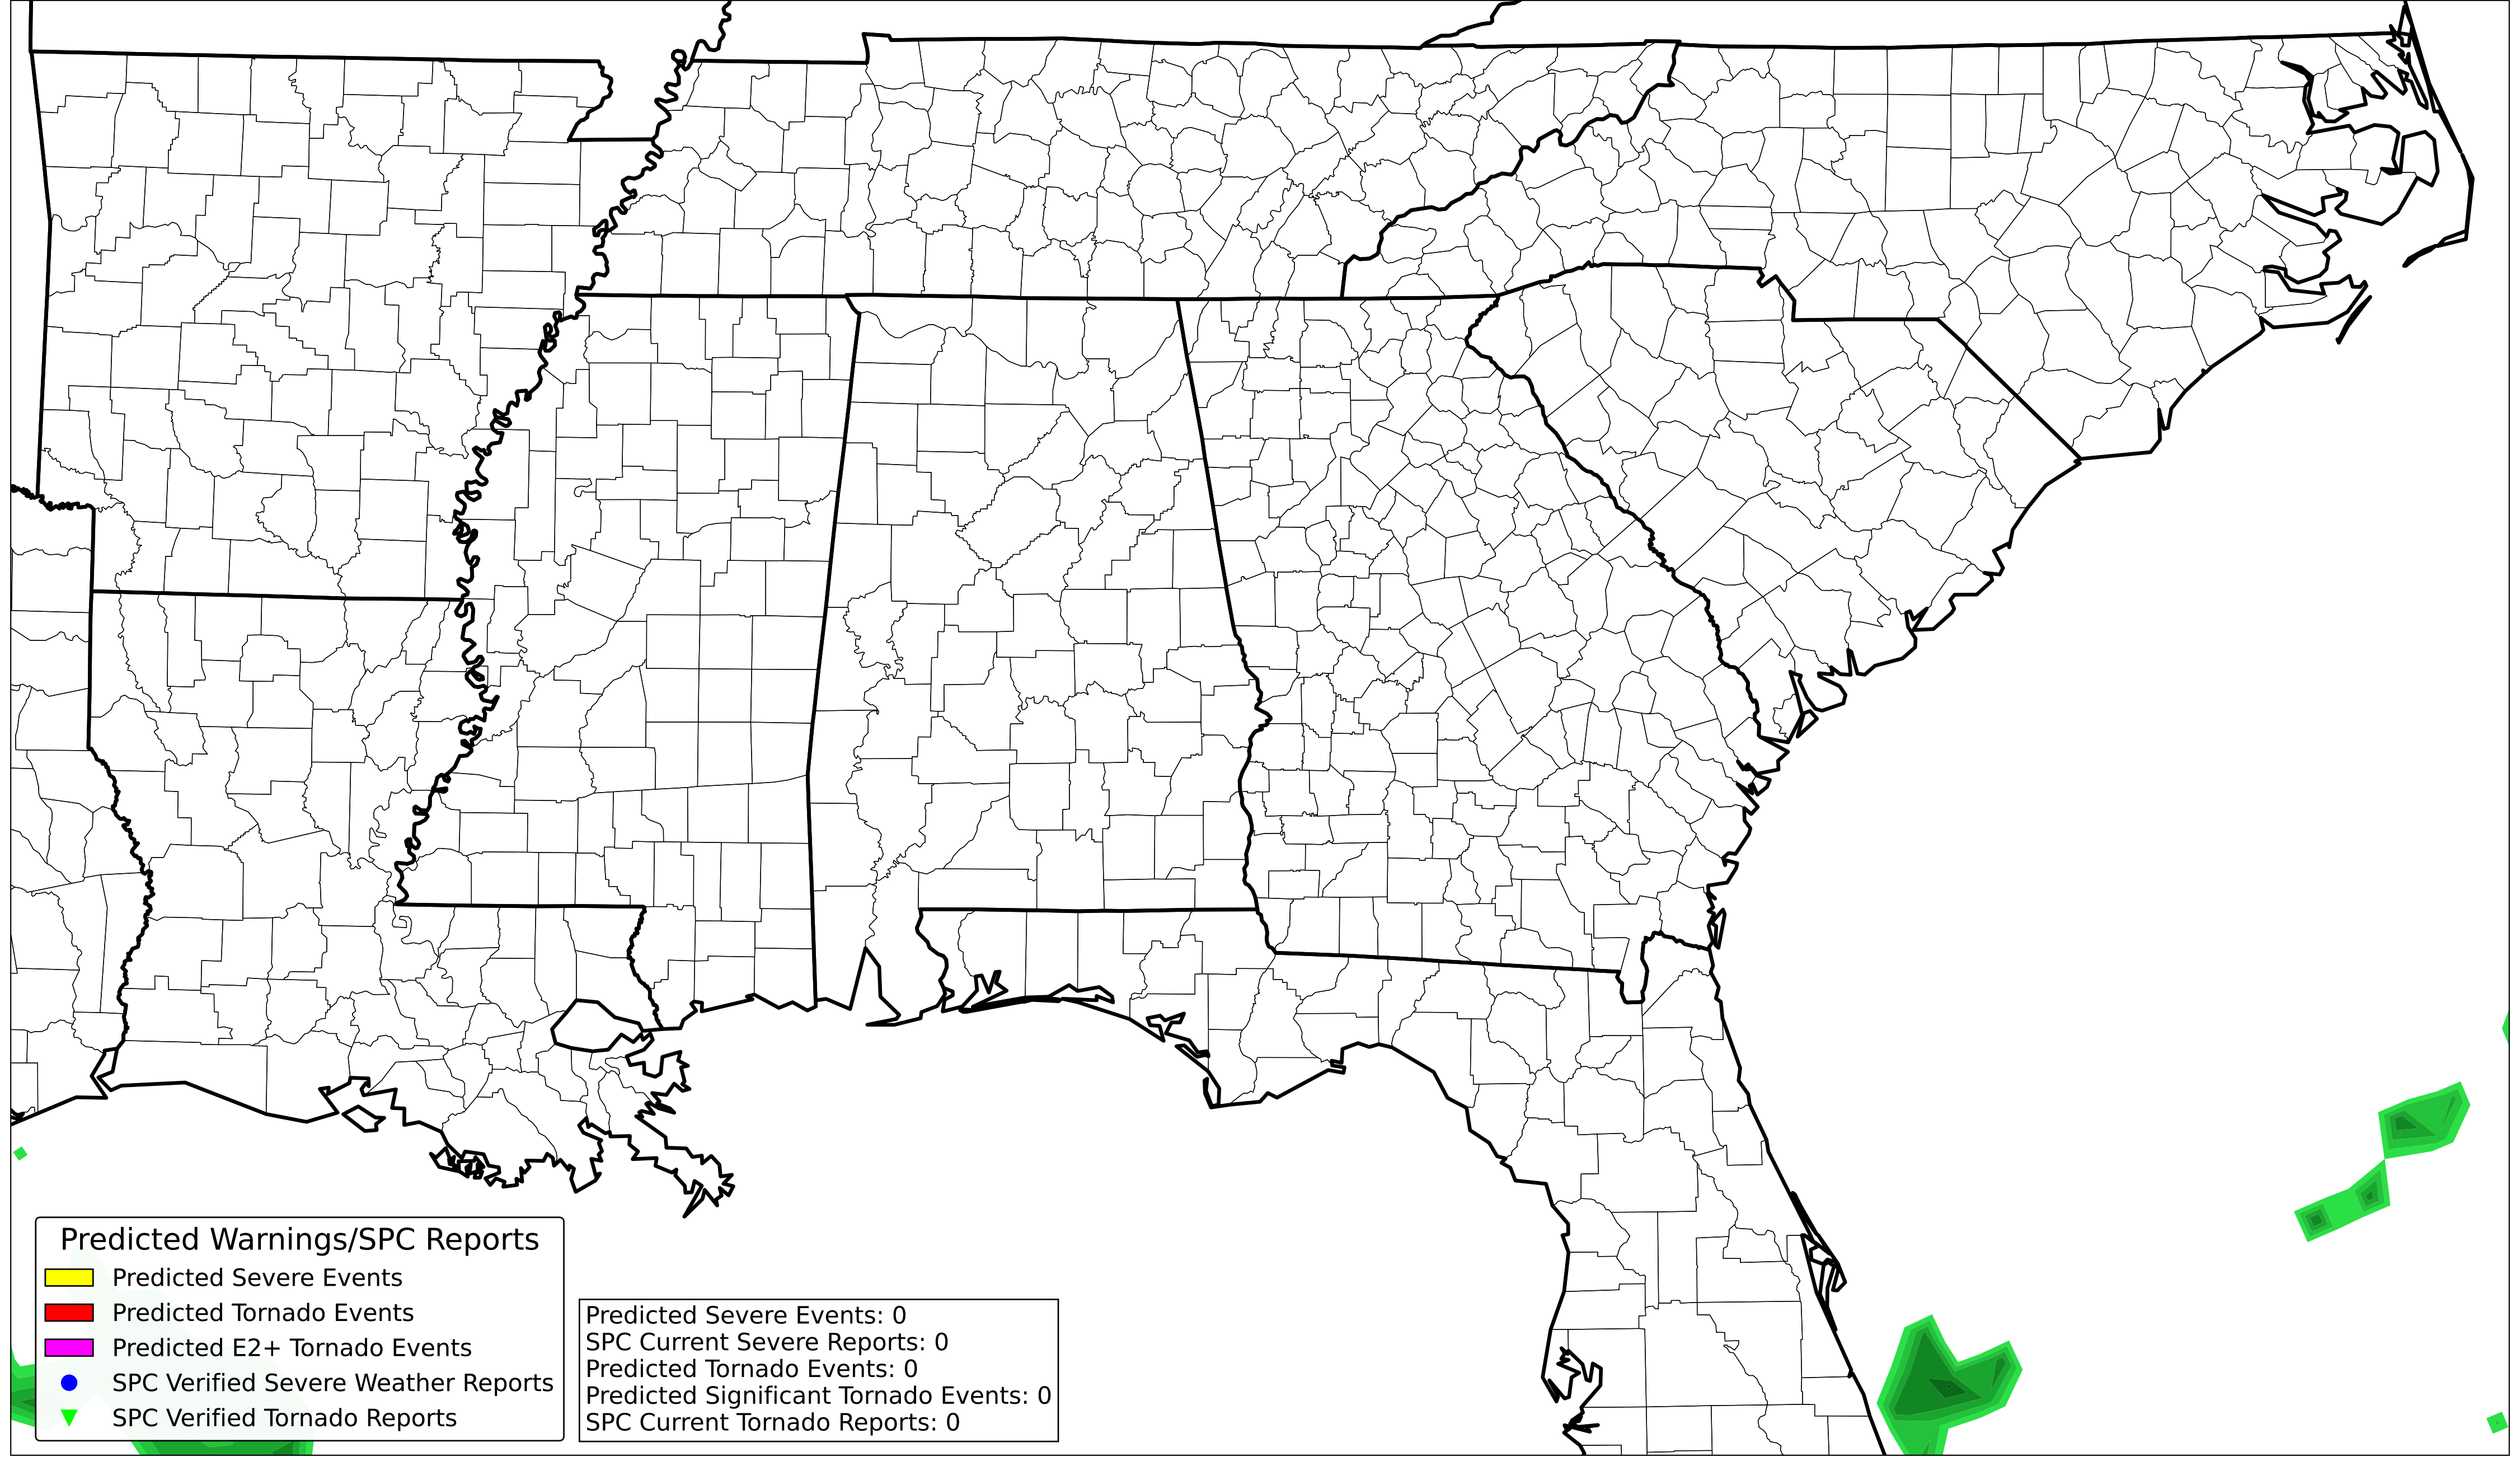 Predicted Warnings/SPC Reports
Predicted Severe Events
Predicted Tornado Events
Predicted E2+ Tornado Events
SPC Verified Severe Weather Reports
SPC Verified Tornado Reports
Predicted Severe Events: 0
SPC Current Severe Reports: 0
Predicted Tornado Events: 0
Predicted Significant Tornado Events: 0
SPC Current Tornado Reports: 0